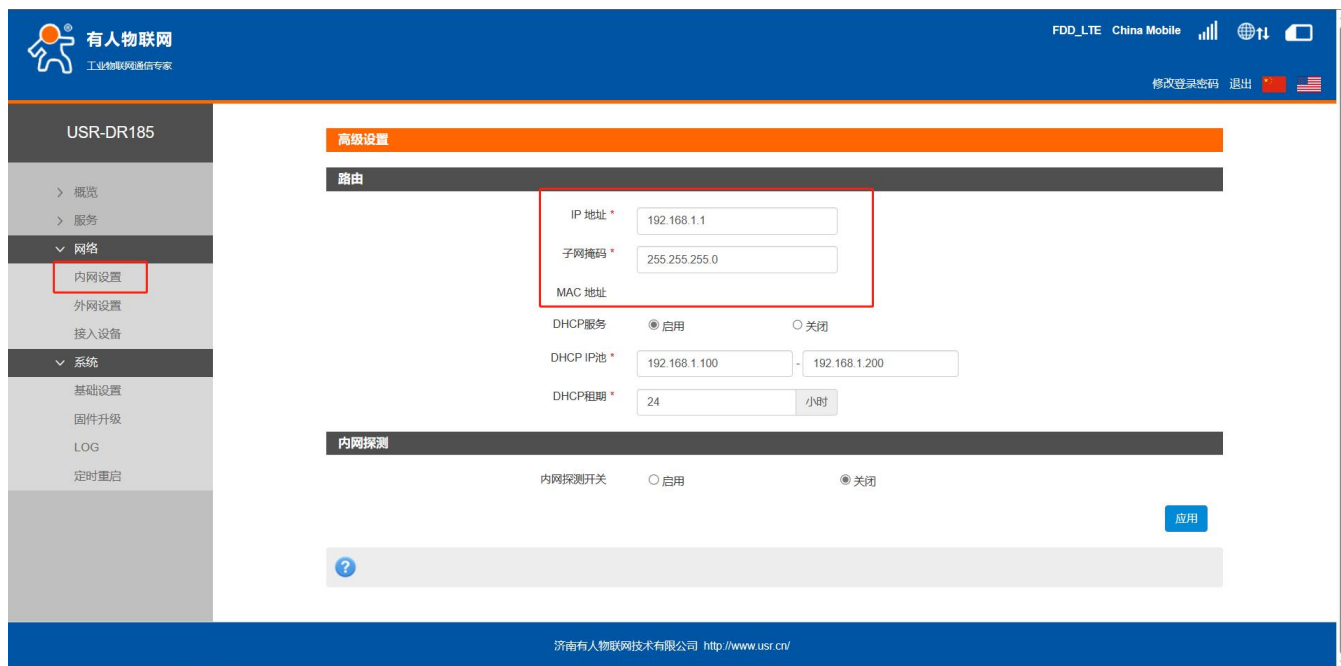 有人物联网
工业物联网通信专家
FDD_LTE China Mobile
修改登录密码 退出
USR-DR185
概览
服务
网络
内网设置
外网设置
接入设备
系统
基础设置
固件升级
LOG
定时重启
高级设置
路由
IP 地址 * 192.168.1.1
子网掩码 * 255.255.255.0
MAC 地址
DHCP服务 启用 关闭
DHCP IP池 * 192.168.1.100 - 192.168.1.200
DHCP租期 * 24 小时
内网探测
内网探测开关 启用 关闭
应用
济南有人物联网技术有限公司 http://www.usr.cn/